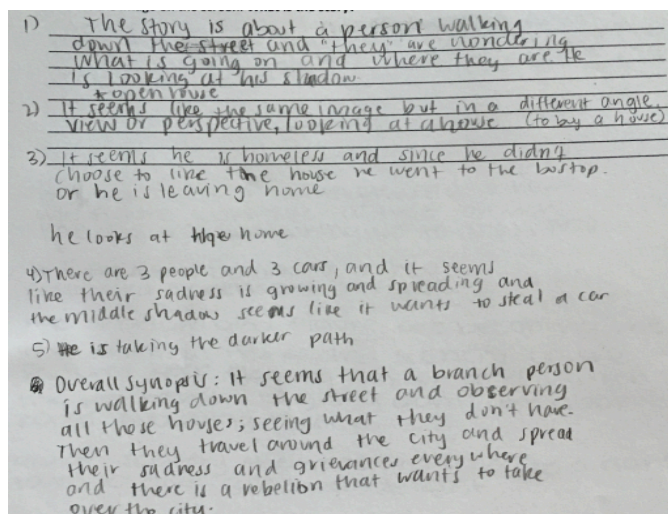 1) The story is about a person walking
down the street and "they" are wondering
what is going on and where they are. He
is looking at his shadow.
*open house
2) It seems like the same image but in a different angle,
view or perspective, looking at a house (to buy a house)
3) It seems he is homeless and since he didn't
choose to like the house he went to the bustop.
or he is leaving home
he looks at home
4) There are 3 people and 3 cars, and it seems
like their sadness is growing and spreading and
the middle shadow seems like it wants to steal a car
5) He is taking the darker path
Overall synopsis: It seems that a branch person
is walking down the street and observing
all those houses; seeing what they don't have.
Then they travel around the city and spread
their sadness and grievances everywhere
and there is a rebelion that wants to take
over the city.